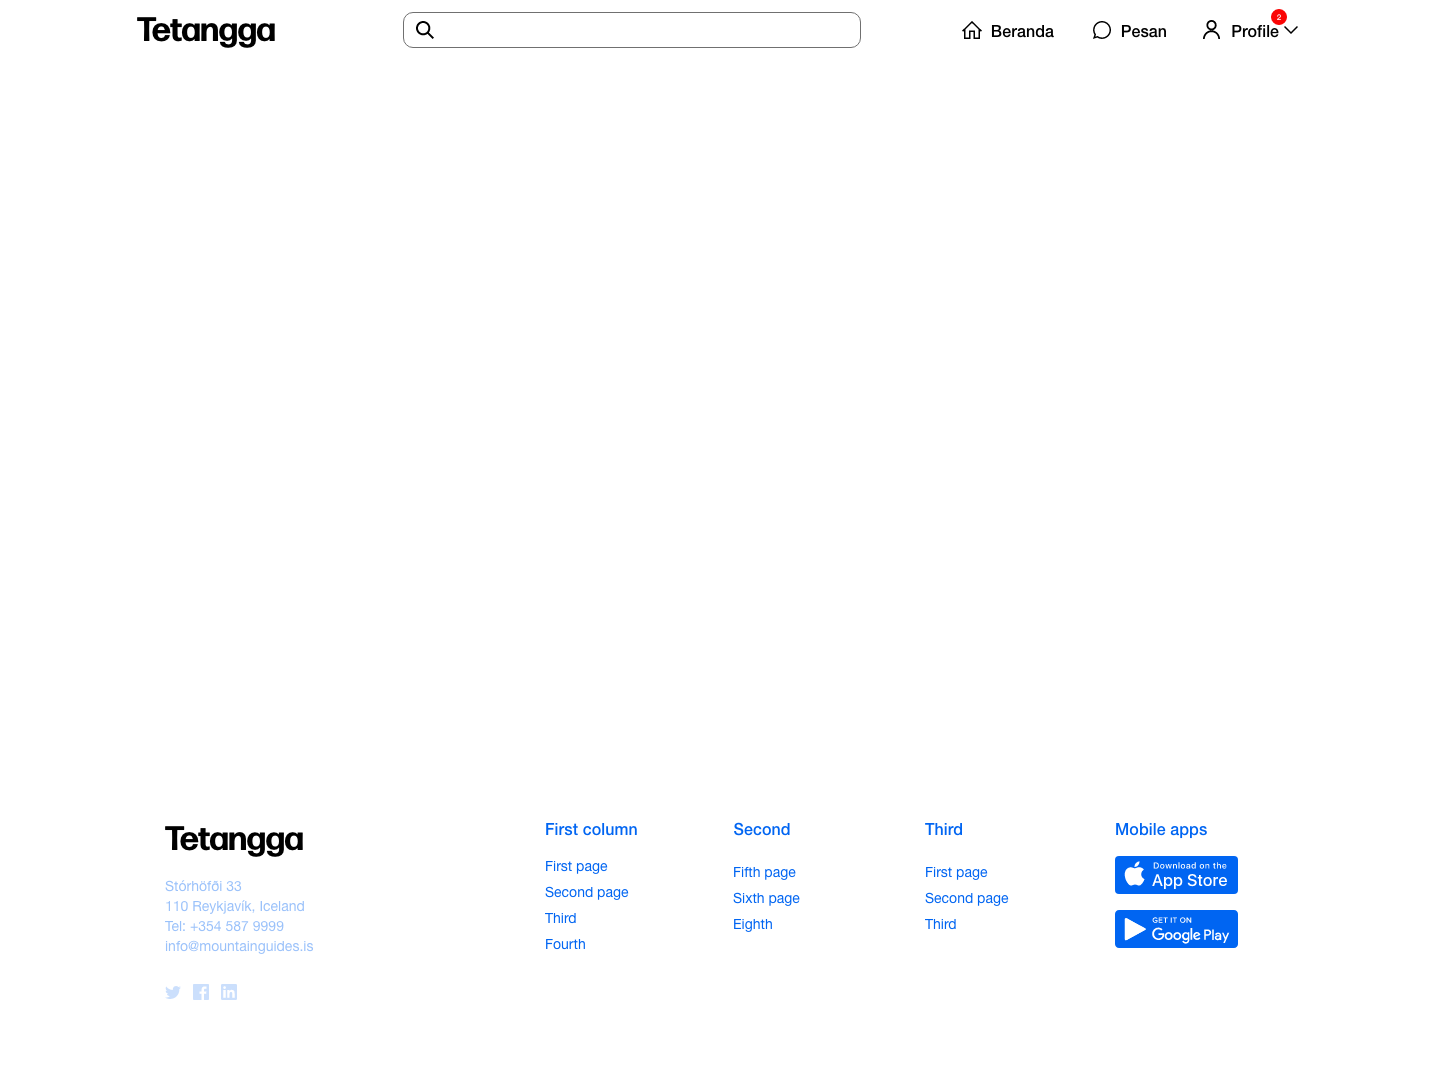 Tetangga
Beranda
Pesan
Profile
2
Tetangga
Stórhöfði 33
110 Reykjavík, Iceland
Tel: +354 587 9999
info@mountainguides.is
First column
First page
Second page
Third
Fourth
Second
Fifth page
Sixth page
Eighth
Third
First page
Second page
Third
Mobile apps
Download on the
App Store
GET IT ON
Google Play